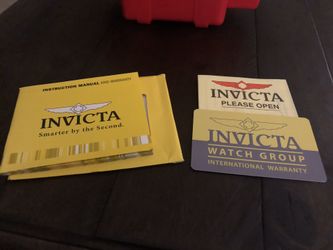 INSTRUCTION MANUAL AND WARRANTY
INVICTA
Smarter by the Second.
INVICTA
PLEASE OPEN
INVICTA
WATCH GROUP
INTERNATIONAL WARRANTY